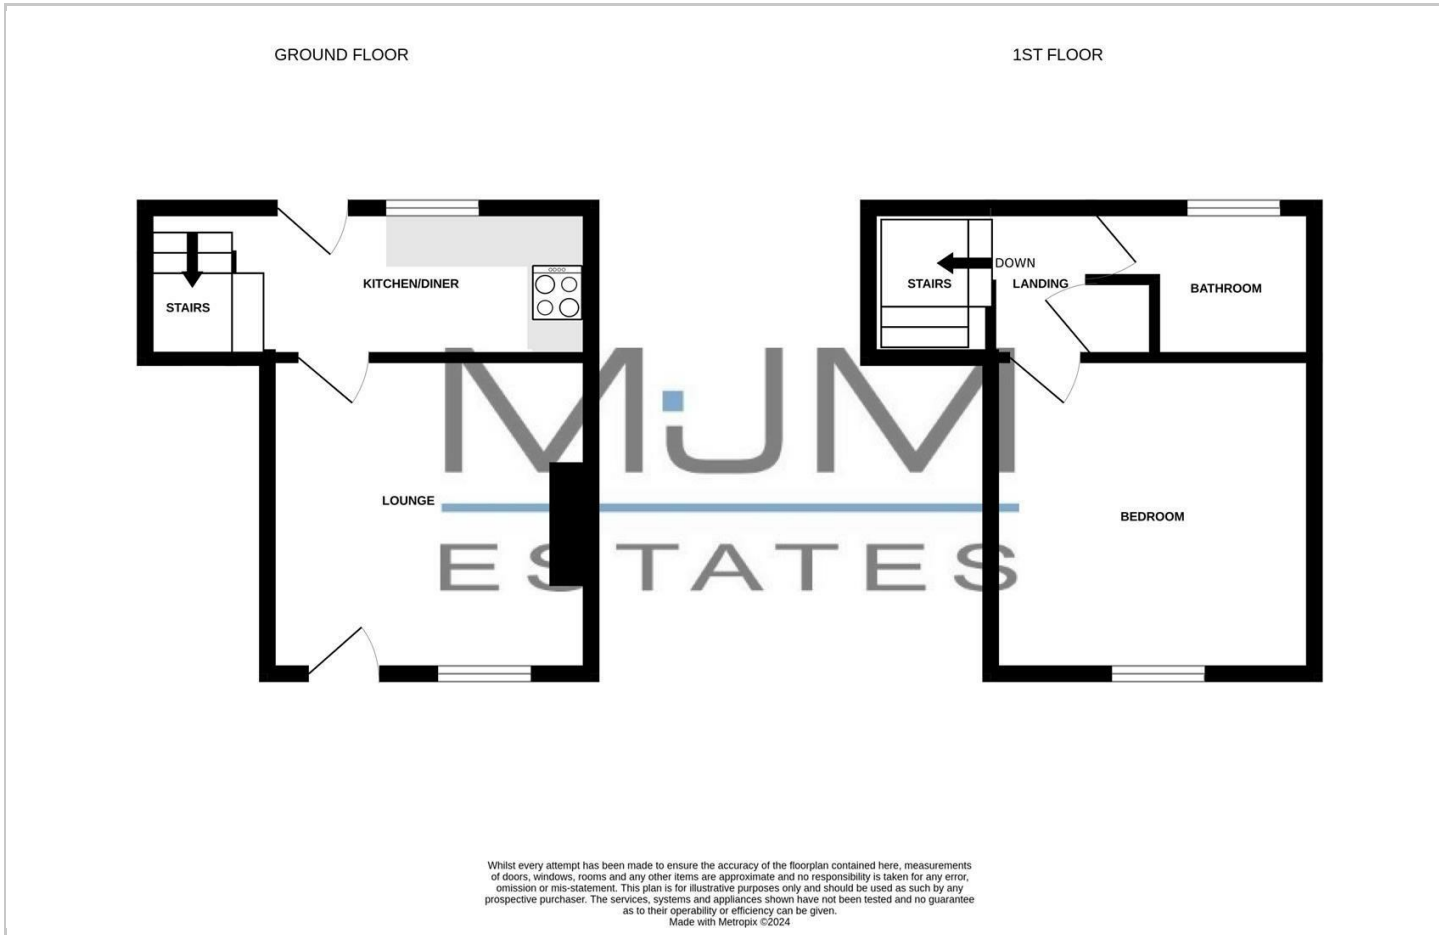 GROUND FLOOR
1ST FLOOR
KITCHEN/DINER
STAIRS
LOUNGE
DOWN
STAIRS
LANDING
BATHROOM
BEDROOM
MJM
ESTATES
Whilst every attempt has been made to ensure the accuracy of the floorplan contained here, measurements
of doors, windows, rooms and any other items are approximate and no responsibility is taken for any error,
omission or mis-statement. This plan is for illustrative purposes only and should be used as such by any
prospective purchaser. The services, systems and appliances shown have not been tested and no guarantee
as to their operability or efficiency can be given.
Made with Metropix ©2024